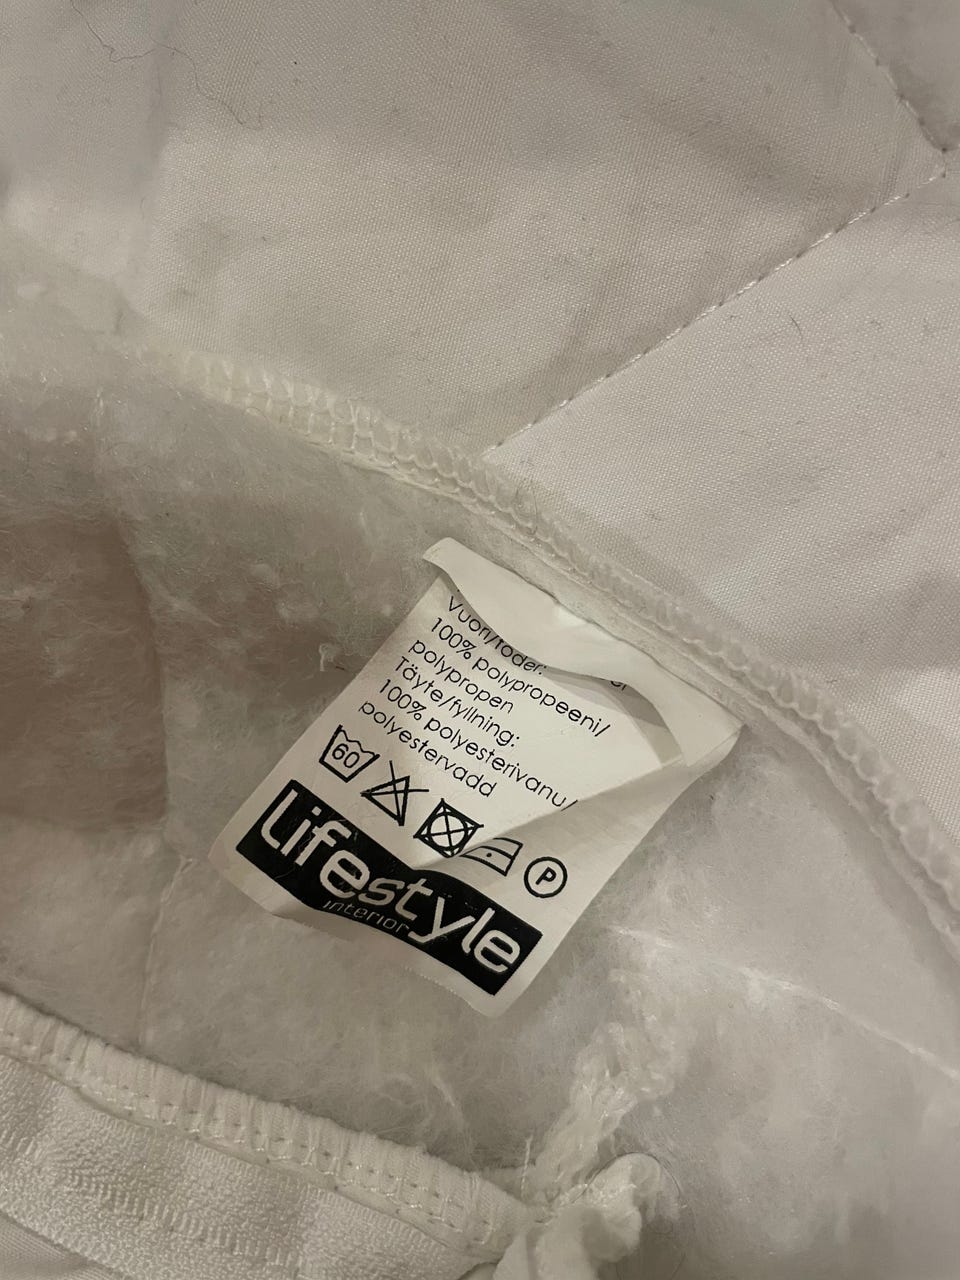 Vuori/foder:
100% polypropeeni/
polypropen
Täyte/fyllning:
100% polyesterivanu/
polyestervadd
60
P
Lifestyle
interior